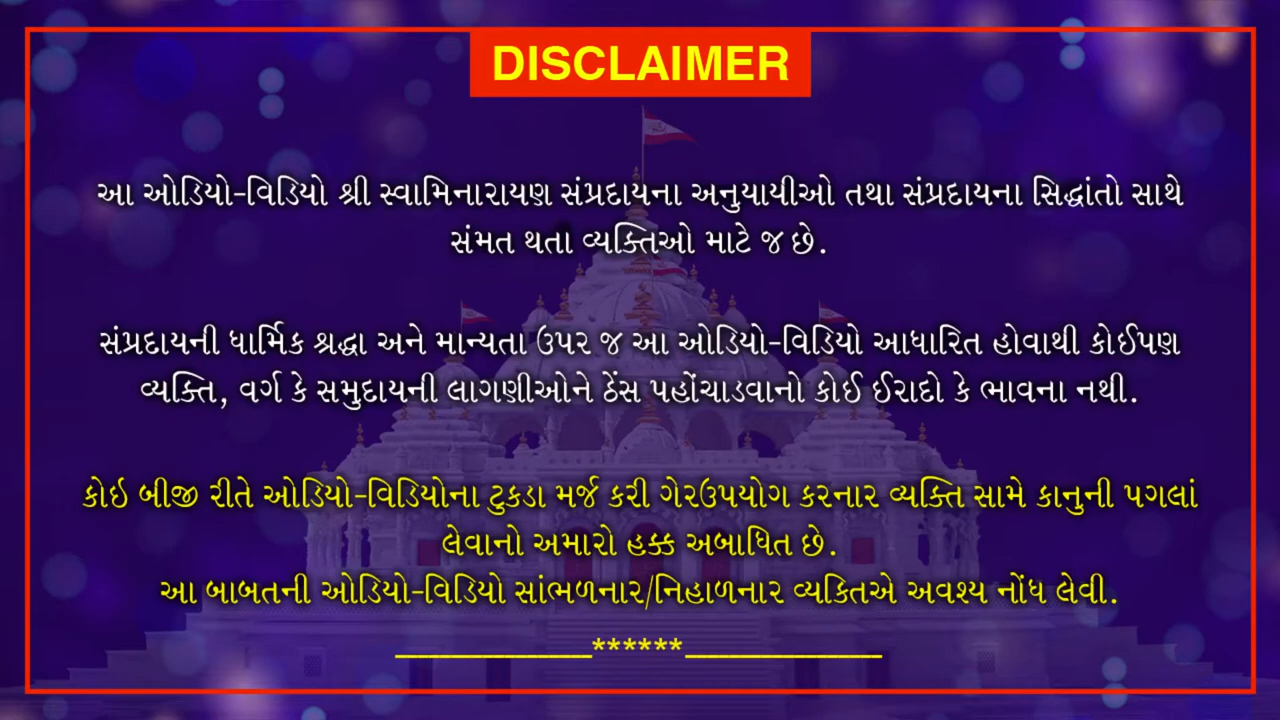 DISCLAIMER
આ ઓડિયો-વિડિયો શ્રી સ્વામિનારાયણ સંપ્રદાયના અનુયાયીઓ તથા સંપ્રદાયના સિદ્ધાંતો સાથે
સંમત થતા વ્યક્તિઓ માટે જ છે.
સંપ્રદાયની ધાર્મિક શ્રદ્ધા અને માન્યતા ઉપર જ આ ઓડિયો-વિડિયો આધારિત હોવાથી કોઈપણ
વ્યક્તિ, વર્ગ કે સમુદાયની લાગણીઓને ઠેંસ પહોંચાડવાનો કોઈ ઈરાદો કે ભાવના નથી.
કોઇ બીજી રીતે ઓડિયો-વિડિયોના ટુકડા મર્જ કરી ગેરઉપયોગ કરનાર વ્યક્તિ સામે કાનુની પગલાં
લેવાનો અમારો હક્ક અબાધિત છે.
આ બાબતની ઓડિયો-વિડિયો સાંભળનાર/નિહાળનાર વ્યકિતએ અવશ્ય નોંધ લેવી.
______________******______________